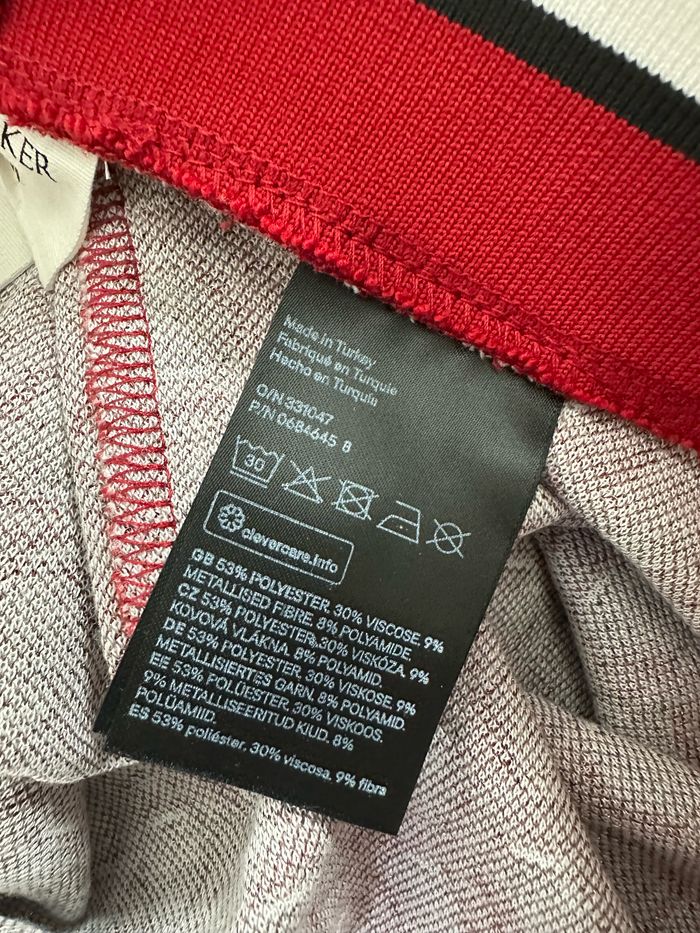 KER
Made in Turkey
Fabriqué en Turquie
Hecho en Turquía
O/N 331047
P/N 0684645 8
30
clevercare.info
GB 53% POLYESTER, 30% VISCOSE, 9%
METALLISED FIBRE, 8% POLYAMIDE.
CZ 53% POLYESTER, 30% VISKÓZA, 9%
KOVOVÁ VLÁKNA, 8% POLYAMID.
DE 53% POLYESTER, 30% VISKOSE, 9%
METALLISIERTES GARN, 8% POLYAMID.
EE 53% POLÜESTER, 30% VISKOOS,
9% METALLISEERITUD KIUD, 8%
POLÜAMIID.
ES 53% poliéster, 30% viscosa, 9% fibra